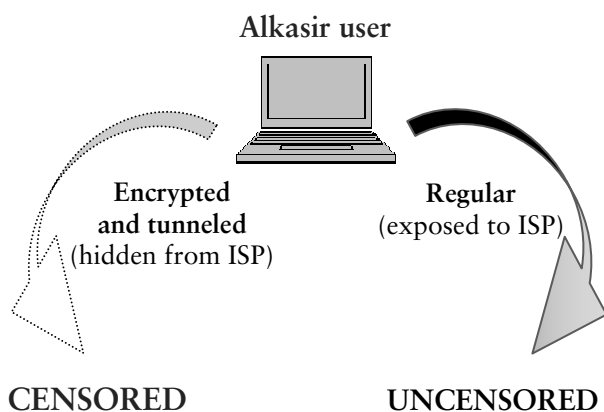 Alkasir user
Encrypted
and tunneled
(hidden from ISP)
Regular
(exposed to ISP)
CENSORED
UNCENSORED